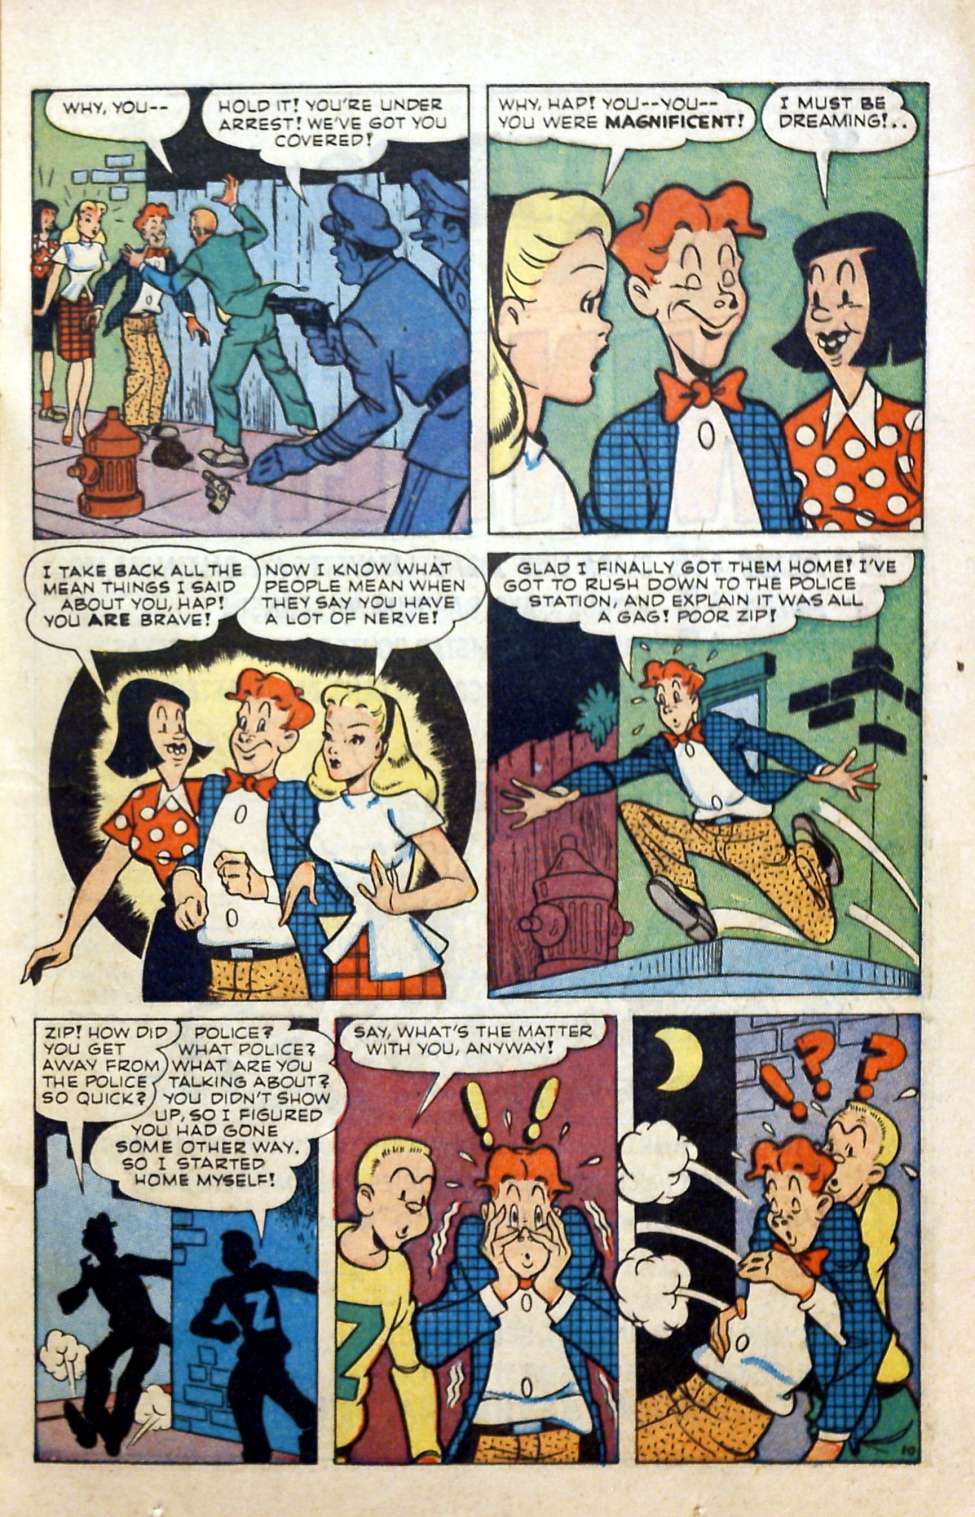 WHY, YOU--
HOLD IT! YOU'RE UNDER
ARREST! WE'VE GOT YOU
COVERED!
WHY, HAP! YOU--YOU--
YOU WERE MAGNIFICENT!
I MUST BE
DREAMING!..
I TAKE BACK ALL THE
MEAN THINGS I SAID
ABOUT YOU, HAP!
YOU ARE BRAVE!
NOW I KNOW WHAT
PEOPLE MEAN WHEN
THEY SAY YOU HAVE
A LOT OF NERVE!
GLAD I FINALLY GOT THEM HOME! I'VE
GOT TO RUSH DOWN TO THE POLICE
STATION, AND EXPLAIN IT WAS ALL
A GAG! POOR ZIP!
ZIP! HOW DID
YOU GET
AWAY FROM
THE POLICE
SO QUICK?
POLICE?
WHAT POLICE?
WHAT ARE YOU
TALKING ABOUT?
YOU DIDN'T SHOW
UP, SO I FIGURED
YOU HAD GONE
SOME OTHER WAY.
SO I STARTED
HOME MYSELF!
Z
SAY, WHAT'S THE MATTER
WITH YOU, ANYWAY!
!!
Z
!??
10